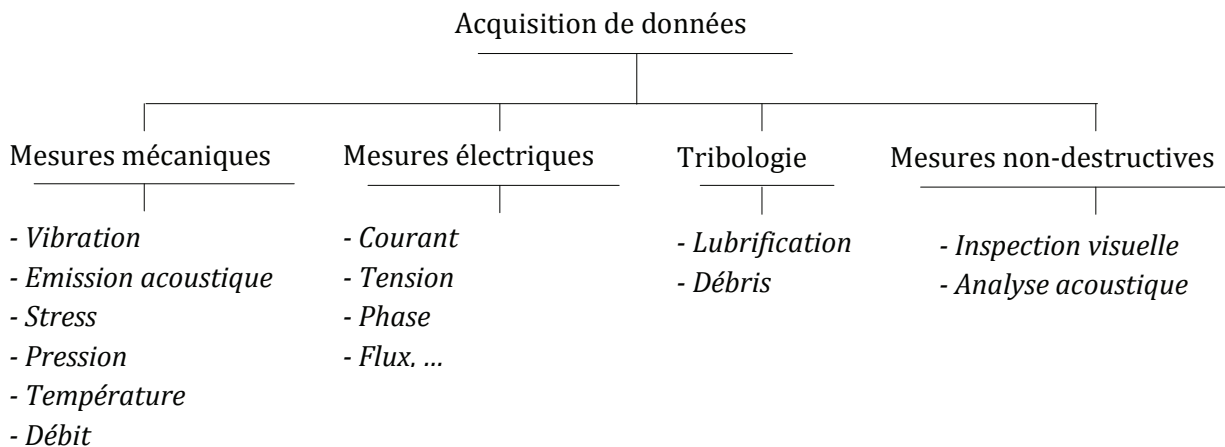 Acquisition de données
Mesures mécaniques
- Vibration
- Emission acoustique
- Stress
- Pression
- Température
- Débit
Mesures électriques
- Courant
- Tension
- Phase
- Flux, …
Tribologie
- Lubrification
- Débris
Mesures non-destructives
- Inspection visuelle
- Analyse acoustique